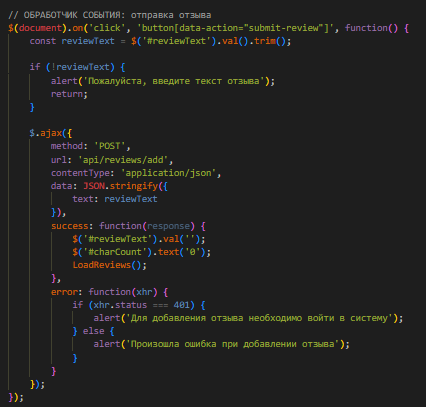 // ОБРАБОТЧИК СОБЫТИЯ: отправка отзыва
$(document).on('click', 'button[data-action="submit-review"]', function() {
    const reviewText = $('#reviewText').val().trim();

    if (!reviewText) {
        alert('Пожалуйста, введите текст отзыва');
        return;
    }

    $.ajax({
        method: 'POST',
        url: 'api/reviews/add',
        contentType: 'application/json',
        data: JSON.stringify({
            text: reviewText
        }),
        success: function(response) {
            $('#reviewText').val('');
            $('#charCount').text('0');
            LoadReviews();
        },
        error: function(xhr) {
            if (xhr.status === 401) {
                alert('Для добавления отзыва необходимо войти в систему');
            } else {
                alert('Произошла ошибка при добавлении отзыва');
            }
        }
    });
});